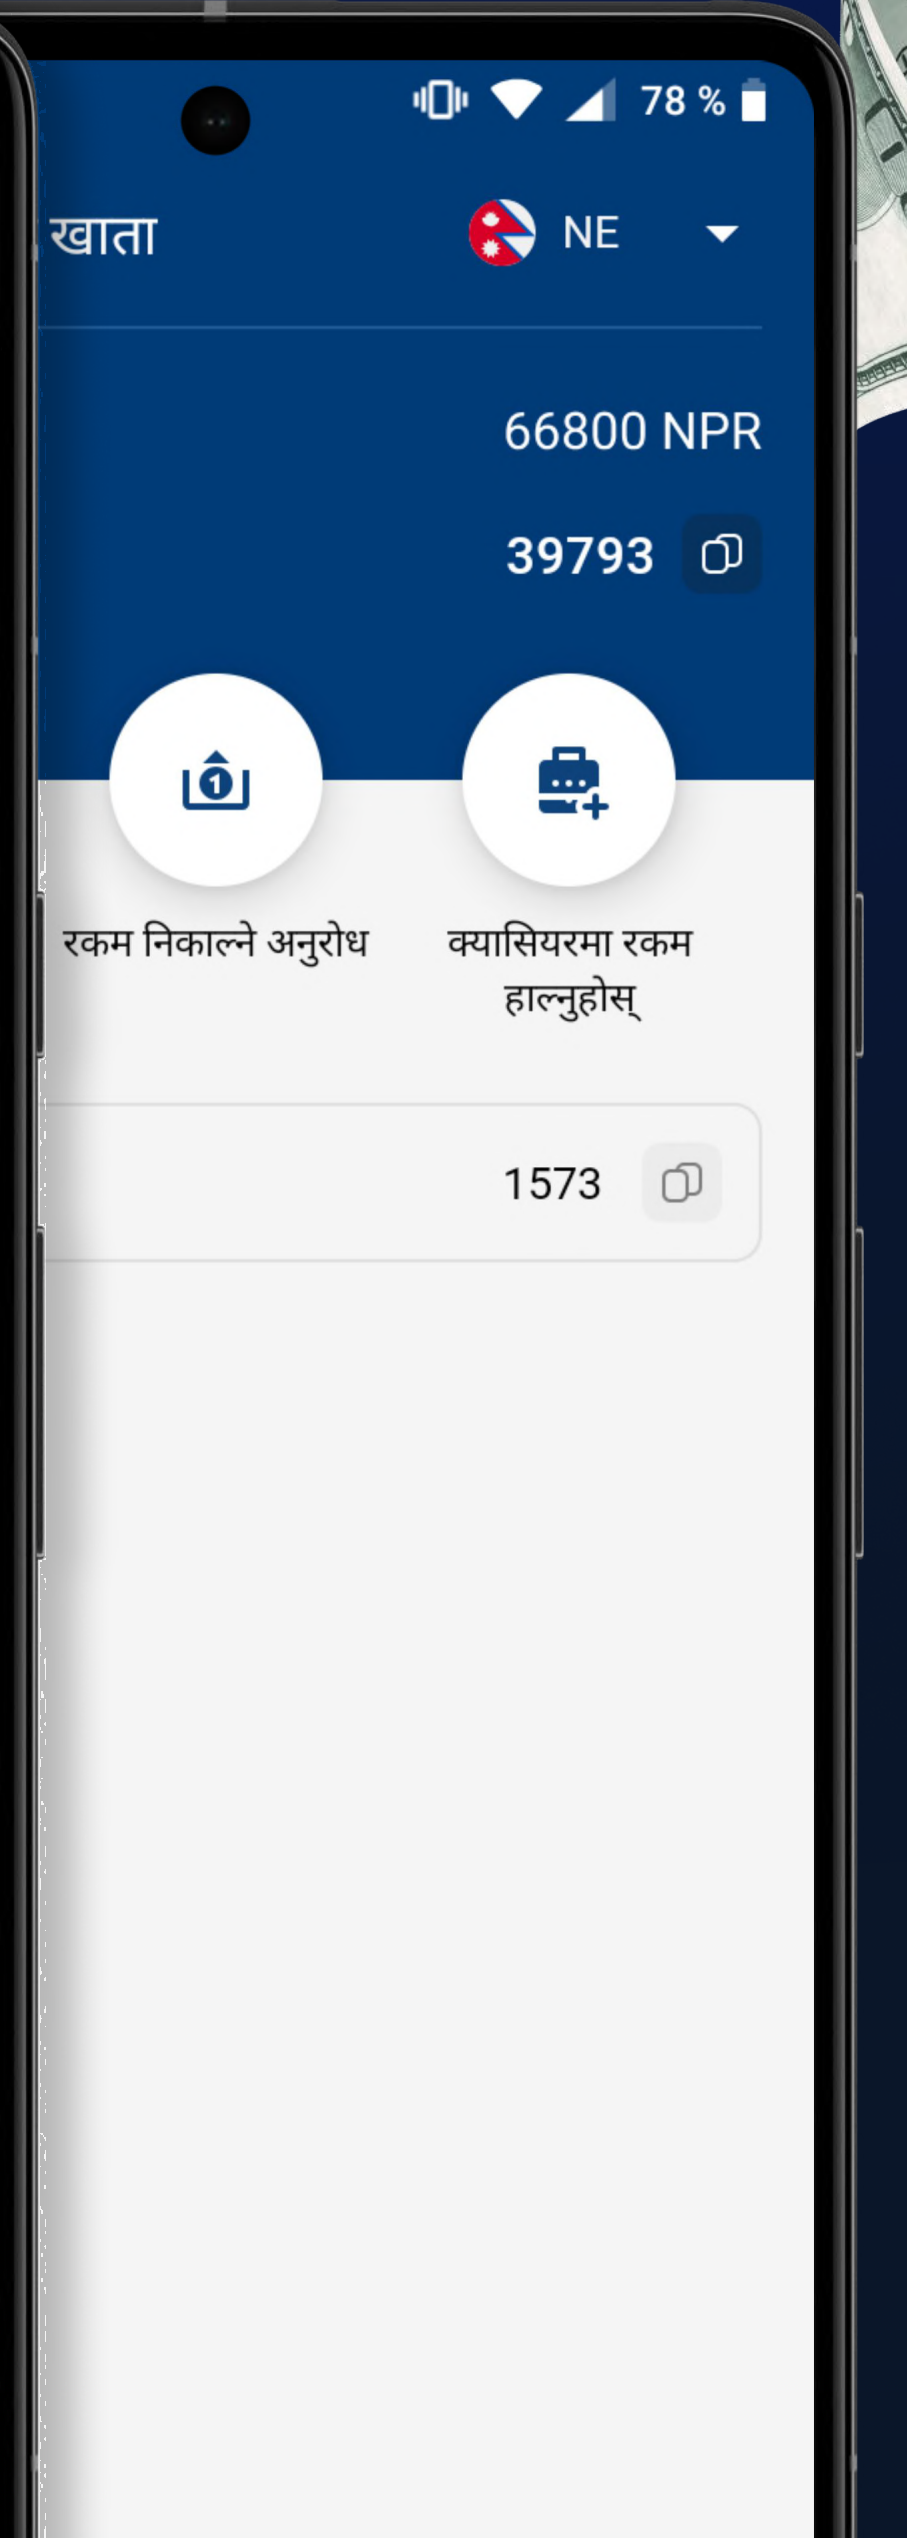 78 %
खाता NE
66800 NPR
39793
रकम निकाल्ने अनुरोध
क्यासियरमा रकम
हाल्नुहोस्
1573